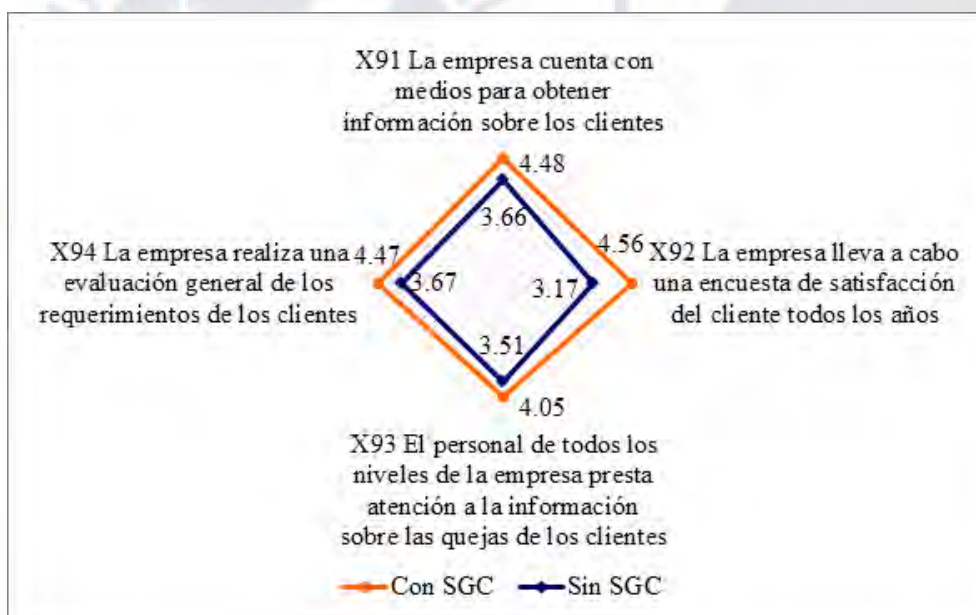 X91 La empresa cuenta con
medios para obtener
información sobre los clientes
4.48
3.66
X94 La empresa realiza una
evaluación general de los
requerimientos de los clientes
4.47
3.67
3.17
4.56
X92 La empresa lleva a cabo
una encuesta de satisfacción
del cliente todos los años
3.51
4.05
X93 El personal de todos los
niveles de la empresa presta
atención a la información
sobre las quejas de los clientes
Con SGC
Sin SGC